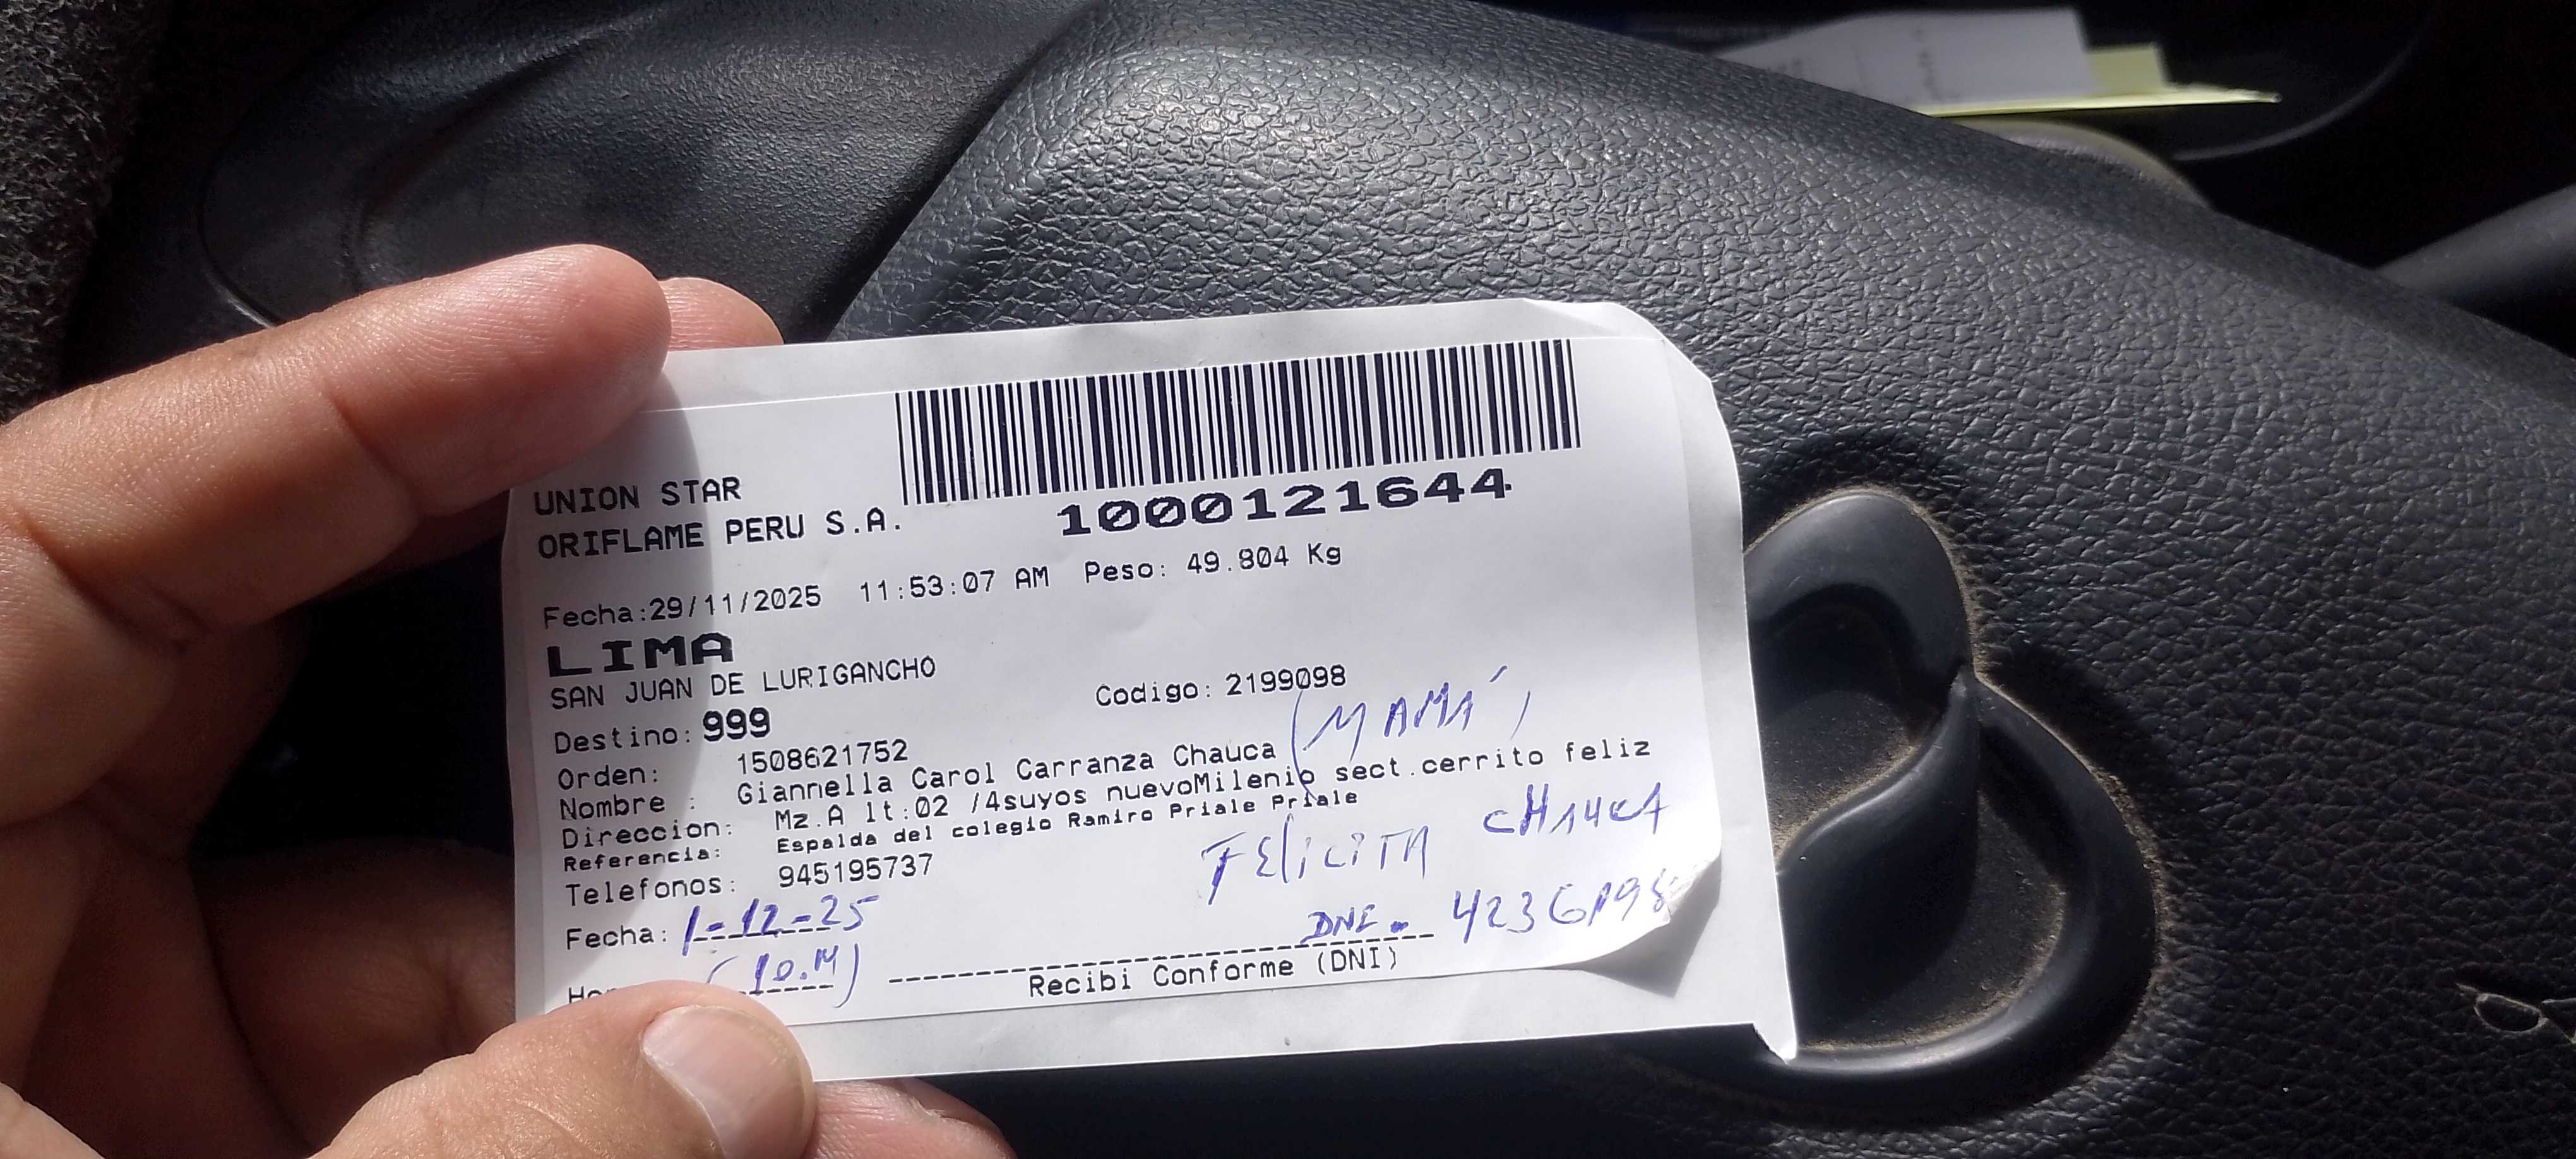 UNION STAR
ORIFLAME PERU S.A.
1000121644
Fecha:29/11/2025 11:53:07 AM Peso: 49.804 Kg
LIMA
SAN JUAN DE LURIGANCHO
Codigo: 2199098
Destino: 999
Orden: 1508621752
Nombre : Giannella Carol Carranza Chauca (MAMÁ)
Direccion: Mz.A lt:02 /4suyos nuevoMilenio sect.cerrito feliz
Referencia: Espalda del colegio Ramiro Priale Priale
Telefonos: 945195737
FELICITA CHAUCA
Fecha: 1-12-25
DNI.
(10.14)
Recibi Conforme (DNI)